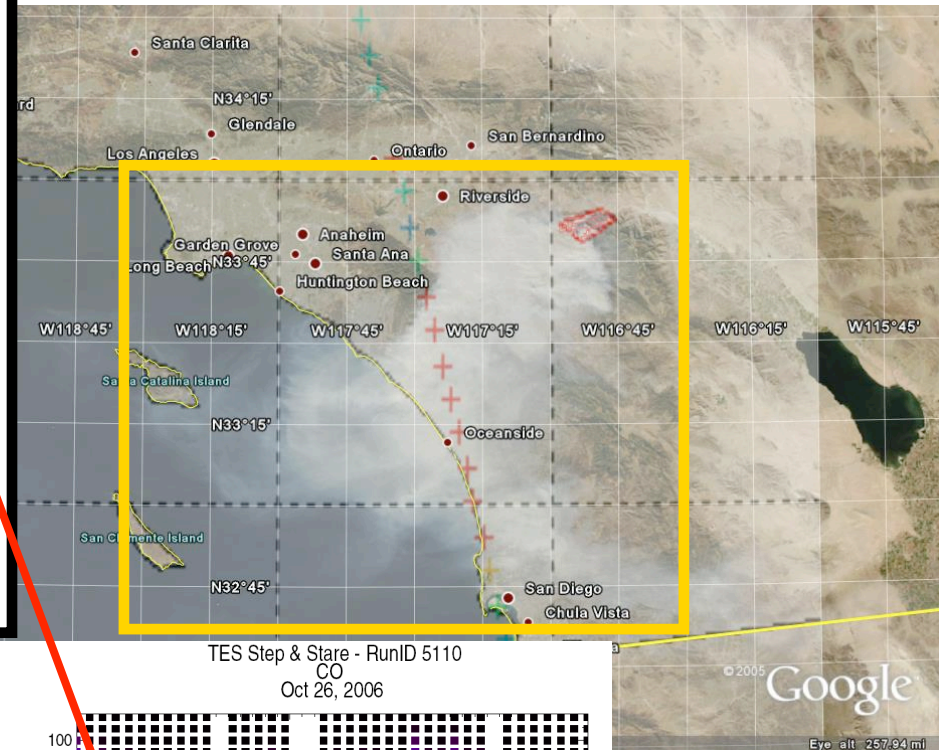 Santa Clarita
rd
N34°15'
Glendale
San Bernardino
Los Angeles
Ontario
Riverside
Anaheim
Garden Grove
Santa Ana
Long Beach
N33°45'
Huntington Beach
W118°45'
W118°15'
W117°45'
W117°15'
W116°45'
W116°15'
W115°45'
Santa Catalina Island
N33°15'
Oceanside
San Clemente Island
N32°45'
San Diego
Chula Vista
a
TES Step & Stare - RunID 5110
CO
Oct 26, 2006
© 2005 Google
100
Eye alt 257.94 mi